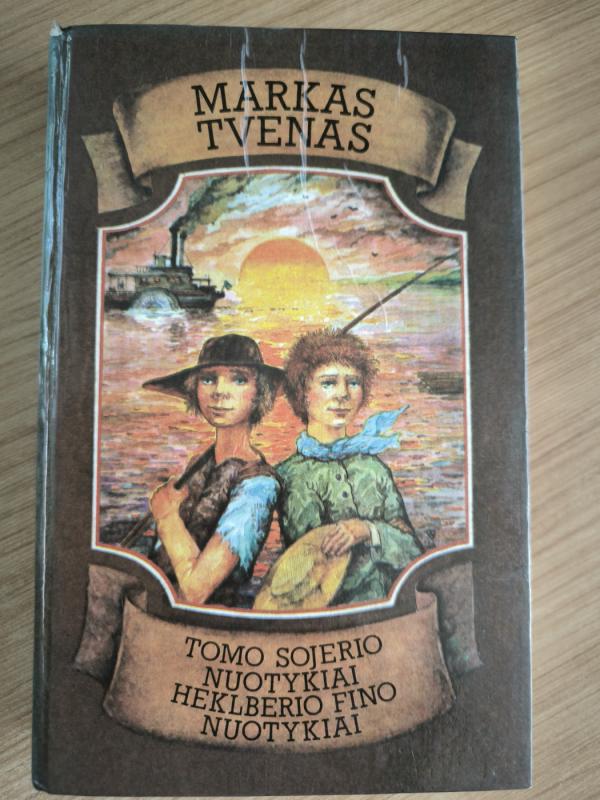 MARKAS
TVENAS
TOMO SOJERIO
NUOTYKIAI
HEKLBERIO FINO
NUOTYKIAI